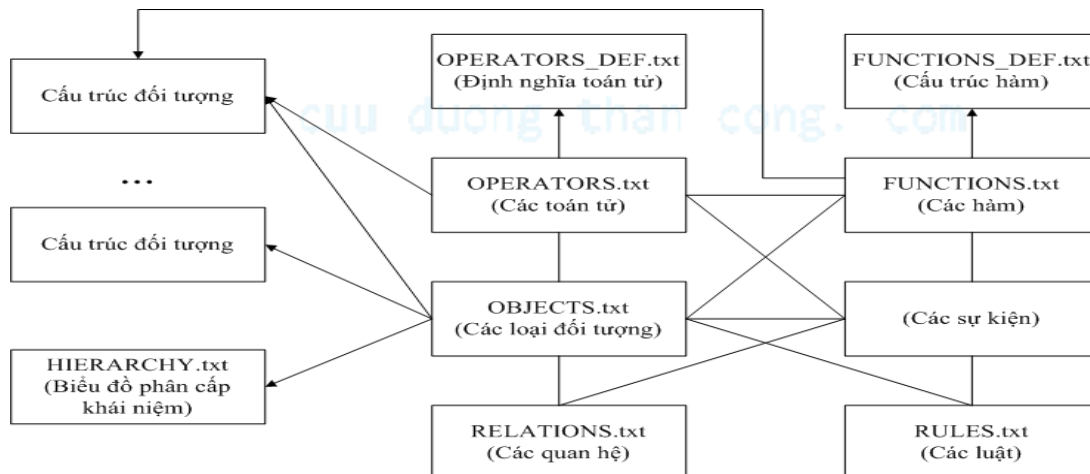 Cấu trúc đối tượng
...
Cấu trúc đối tượng
HIERARCHY.txt
(Biểu đồ phân cấp
khái niệm)
OPERATORS_DEF.txt
(Định nghĩa toán tử)
OPERATORS.txt
(Các toán tử)
OBJECTS.txt
(Các loại đối tượng)
RELATIONS.txt
(Các quan hệ)
FUNCTIONS_DEF.txt
(Cấu trúc hàm)
FUNCTIONS.txt
(Các hàm)
(Các sự kiện)
RULES.txt
(Các luật)
cuu duong than cong. com